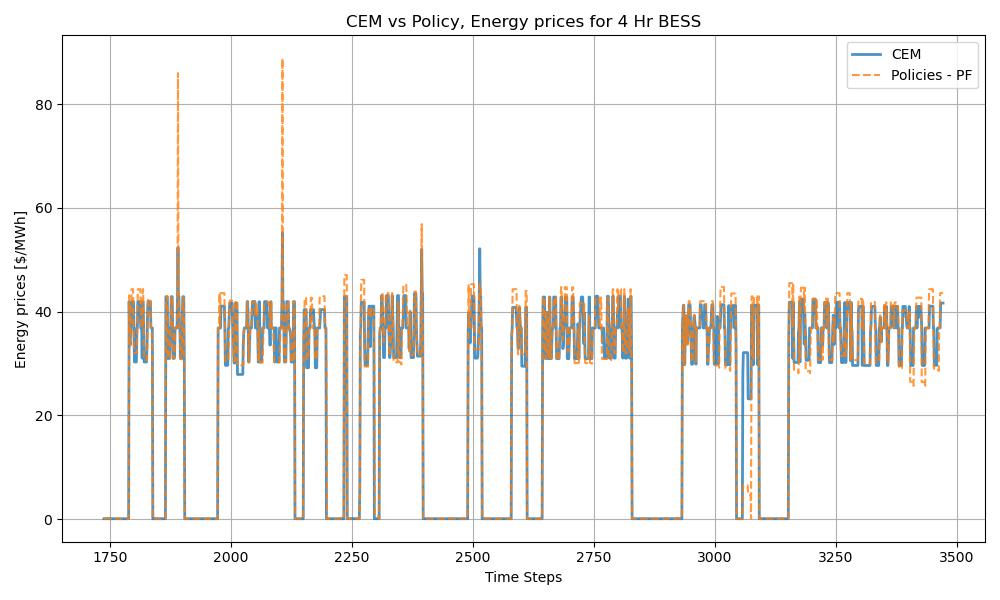 CEM vs Policy, Energy prices for 4 Hr BESS
CEM
Policies - PF
Energy prices [$/MWh]
80
60
40
20
0
1750 2000 2250 2500 2750 3000 3250 3500
Time Steps